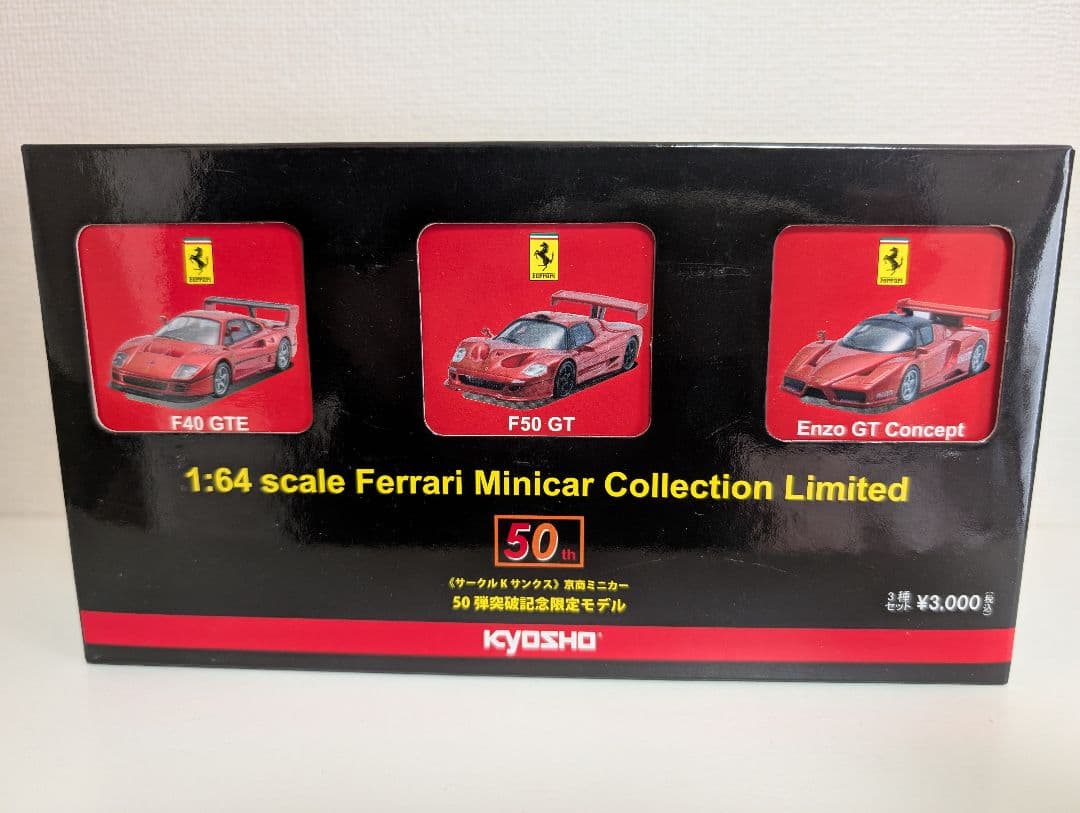 Ferrari
Ferrari
Ferrari
F40 GTE
F50 GT
Enzo GT Concept
1:64 scale Ferrari Minicar Collection Limited
50th
《サークルKサンクス》京商ミニカー
50弾突破記念限定モデル
3種セット ¥3,000(税込)
KYOSHO®